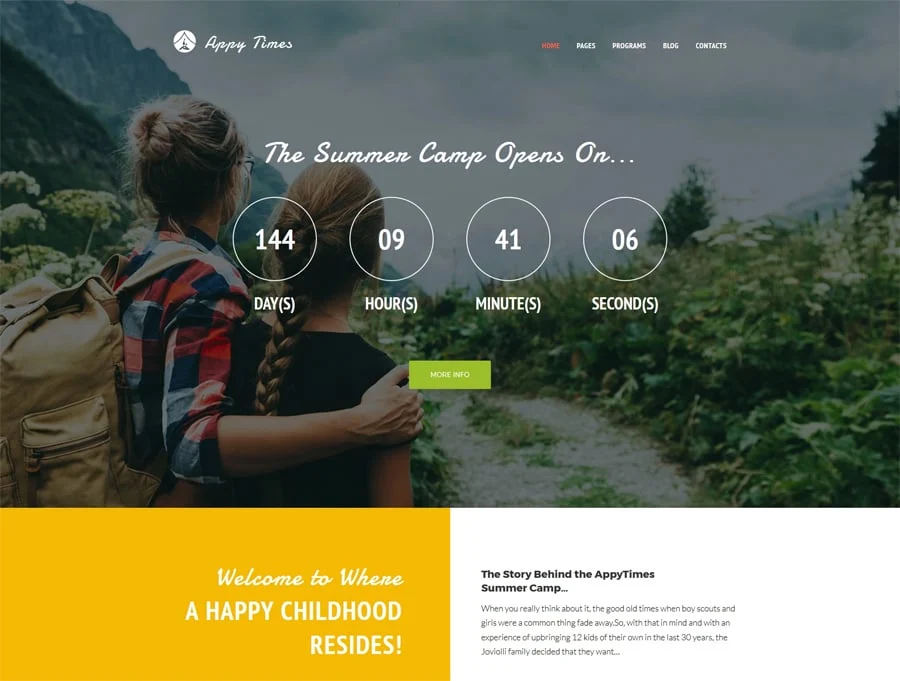 Appy Times
HOME PAGES PROGRAMS BLOG CONTACTS
The Summer Camp Opens On...
144 09 41 06
DAY(S) HOUR(S) MINUTE(S) SECOND(S)
MORE INFO
Welcome to Where
A HAPPY CHILDHOOD
RESIDES!
The Story Behind the AppyTimes
Summer Camp...
When you really think about it, the good old times when boy scouts and
girls were a common thing fade away.So, with that in mind and with an
experience of upbringing 12 kids of their own in the last 30 years, the
Joviolli family decided that they want...